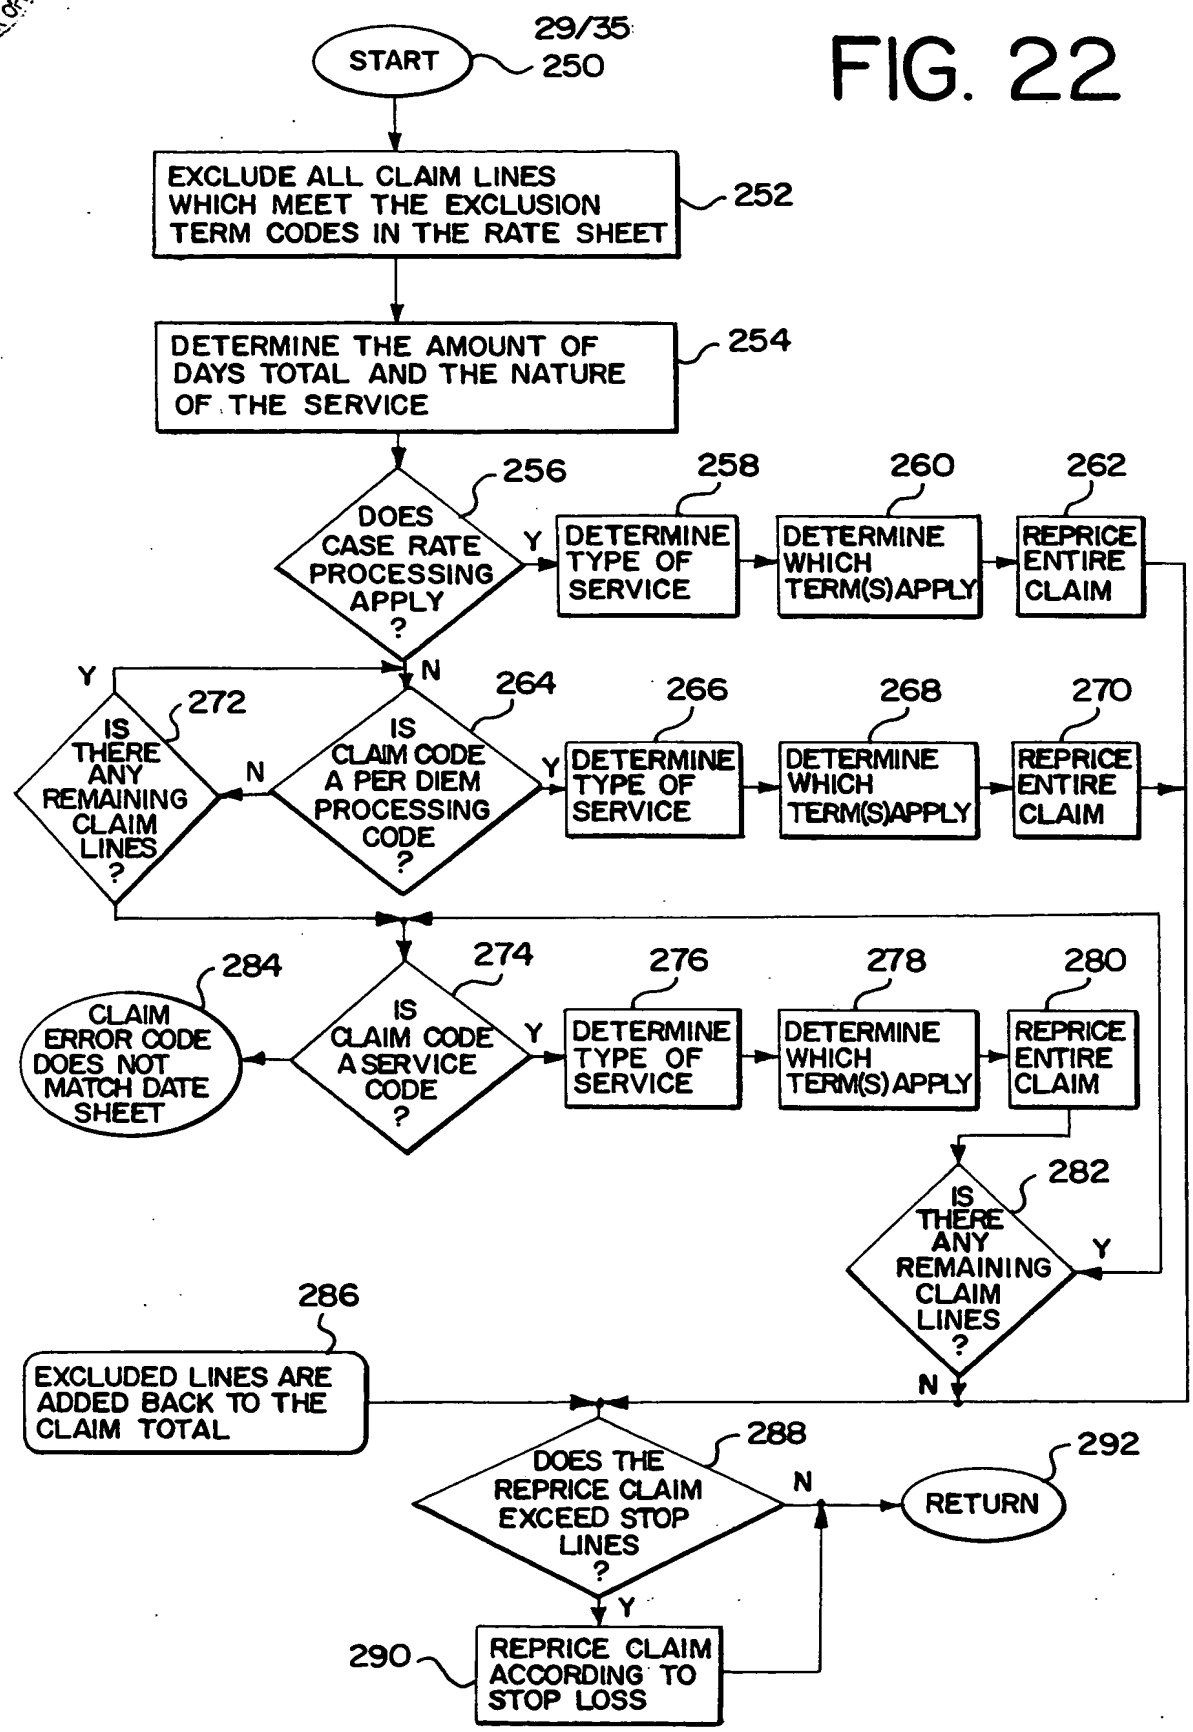 29/35
FIG. 22
START
250
EXCLUDE ALL CLAIM LINES
WHICH MEET THE EXCLUSION
TERM CODES IN THE RATE SHEET
252
DETERMINE THE AMOUNT OF
DAYS TOTAL AND THE NATURE
OF THE SERVICE
254
DOES
CASE RATE
PROCESSING
APPLY
?
256
Y
N
DETERMINE
TYPE OF
SERVICE
258
DETERMINE
WHICH
TERM(S) APPLY
260
REPRICE
ENTIRE
CLAIM
262
Y
IS
THERE
ANY
REMAINING
CLAIM
LINES
?
272
N
IS
CLAIM CODE
A PER DIEM
PROCESSING
CODE
?
264
Y
DETERMINE
TYPE OF
SERVICE
266
DETERMINE
WHICH
TERM(S) APPLY
268
REPRICE
ENTIRE
CLAIM
270
CLAIM
ERROR CODE
DOES NOT
MATCH DATE
SHEET
284
IS
CLAIM CODE
A SERVICE
CODE
?
274
Y
DETERMINE
TYPE OF
SERVICE
276
DETERMINE
WHICH
TERM(S) APPLY
278
REPRICE
ENTIRE
CLAIM
280
IS
THERE
ANY
REMAINING
CLAIM
LINES
?
282
Y
N
286
EXCLUDED LINES ARE
ADDED BACK TO THE
CLAIM TOTAL
DOES THE
REPRICE CLAIM
EXCEED STOP
LINES
?
288
N
RETURN
292
Y
290
REPRICE CLAIM
ACCORDING TO
STOP LOSS